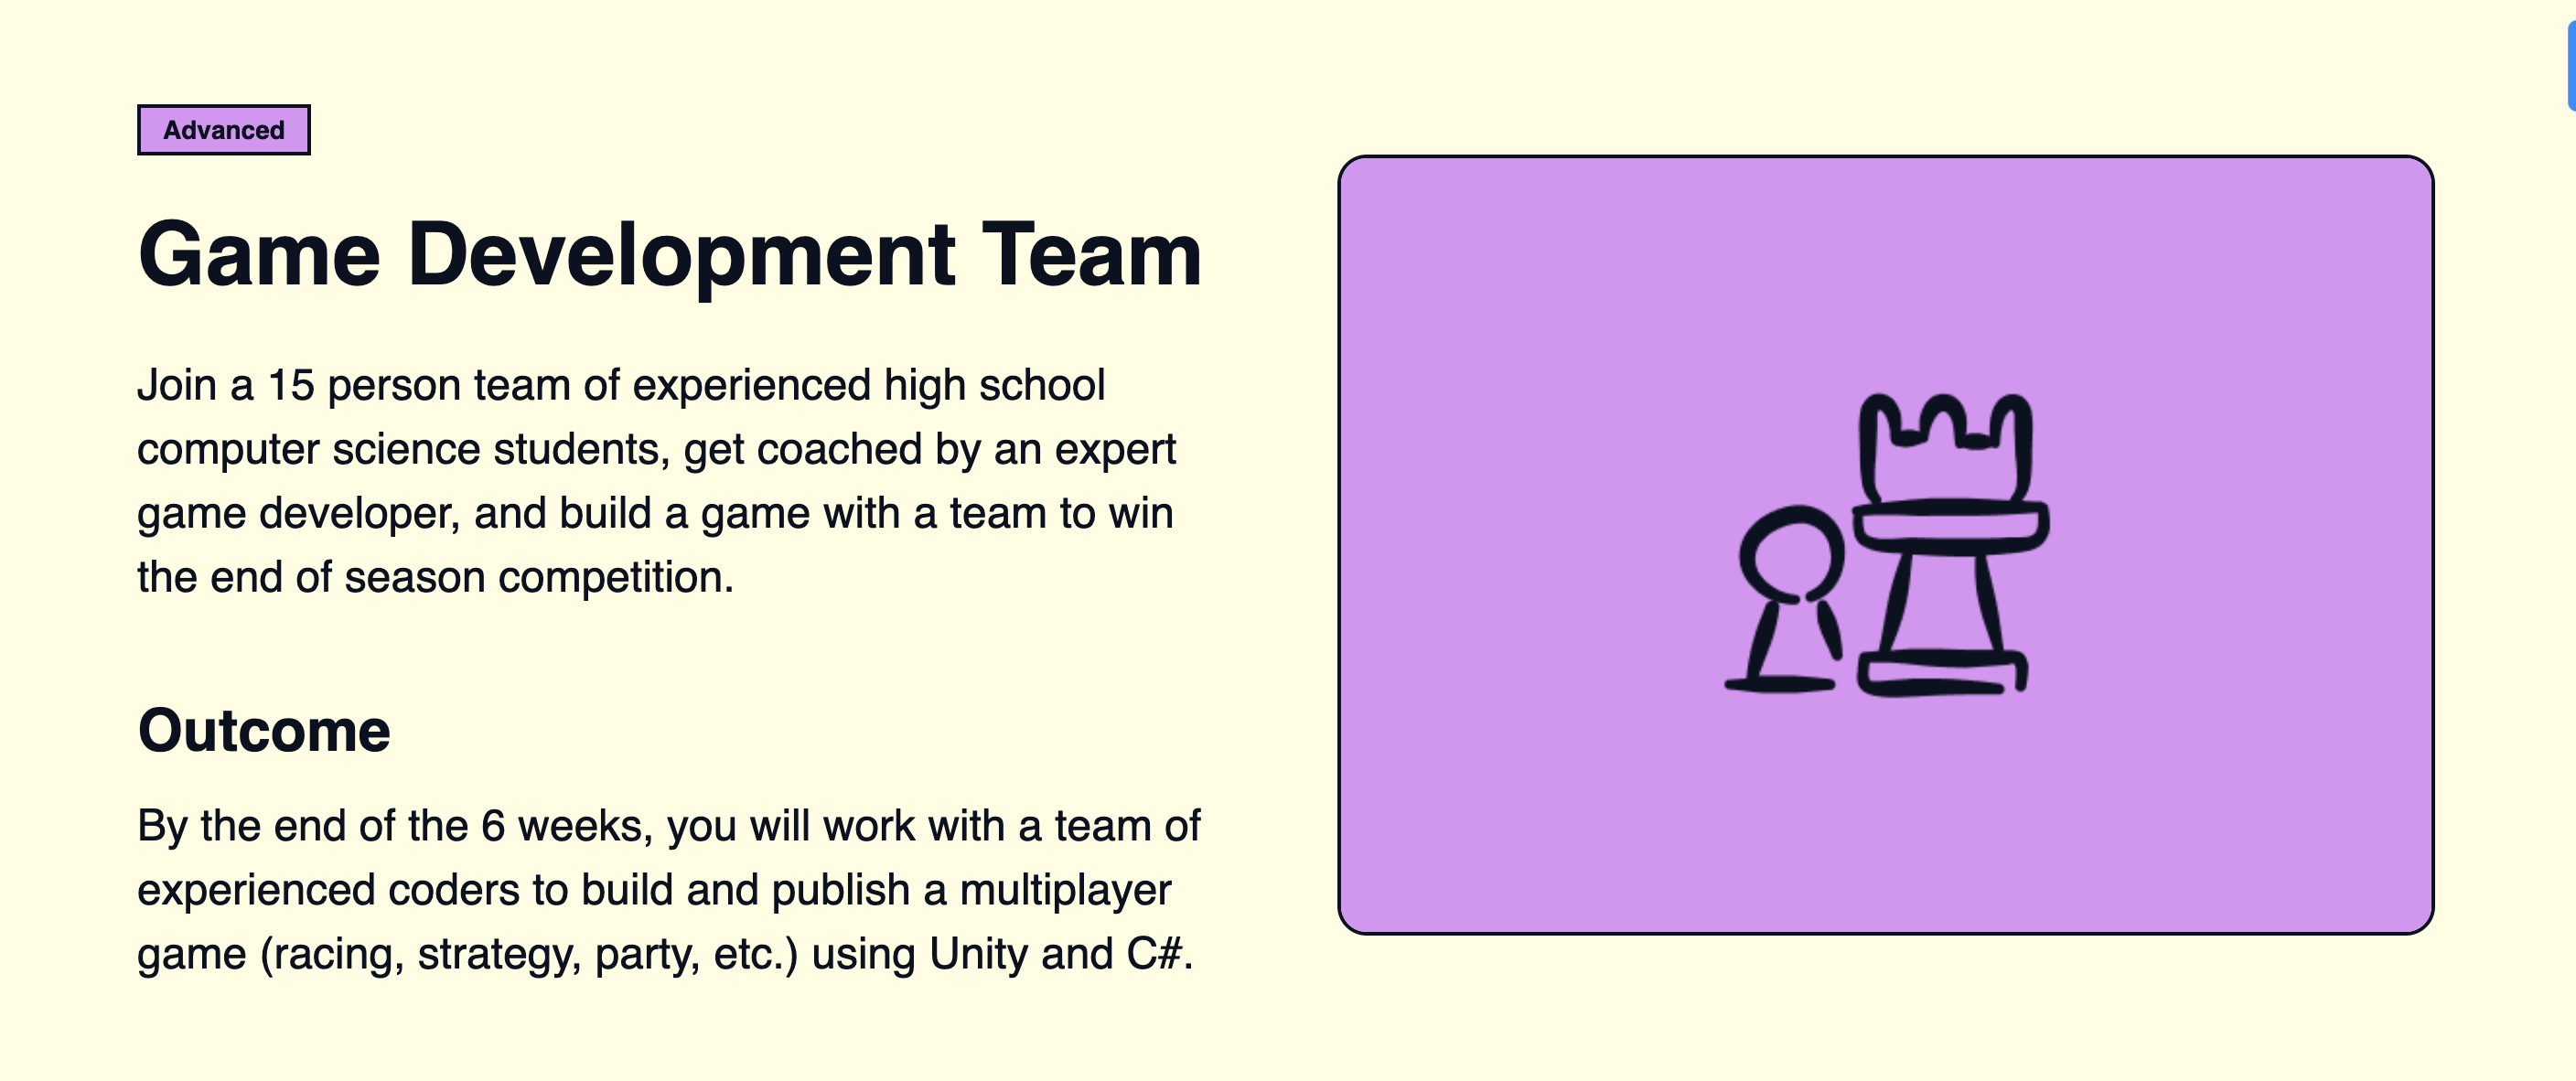 Advanced
Game Development Team
Join a 15 person team of experienced high school
computer science students, get coached by an expert
game developer, and build a game with a team to win
the end of season competition.
Outcome
By the end of the 6 weeks, you will work with a team of
experienced coders to build and publish a multiplayer
game (racing, strategy, party, etc.) using Unity and C#.